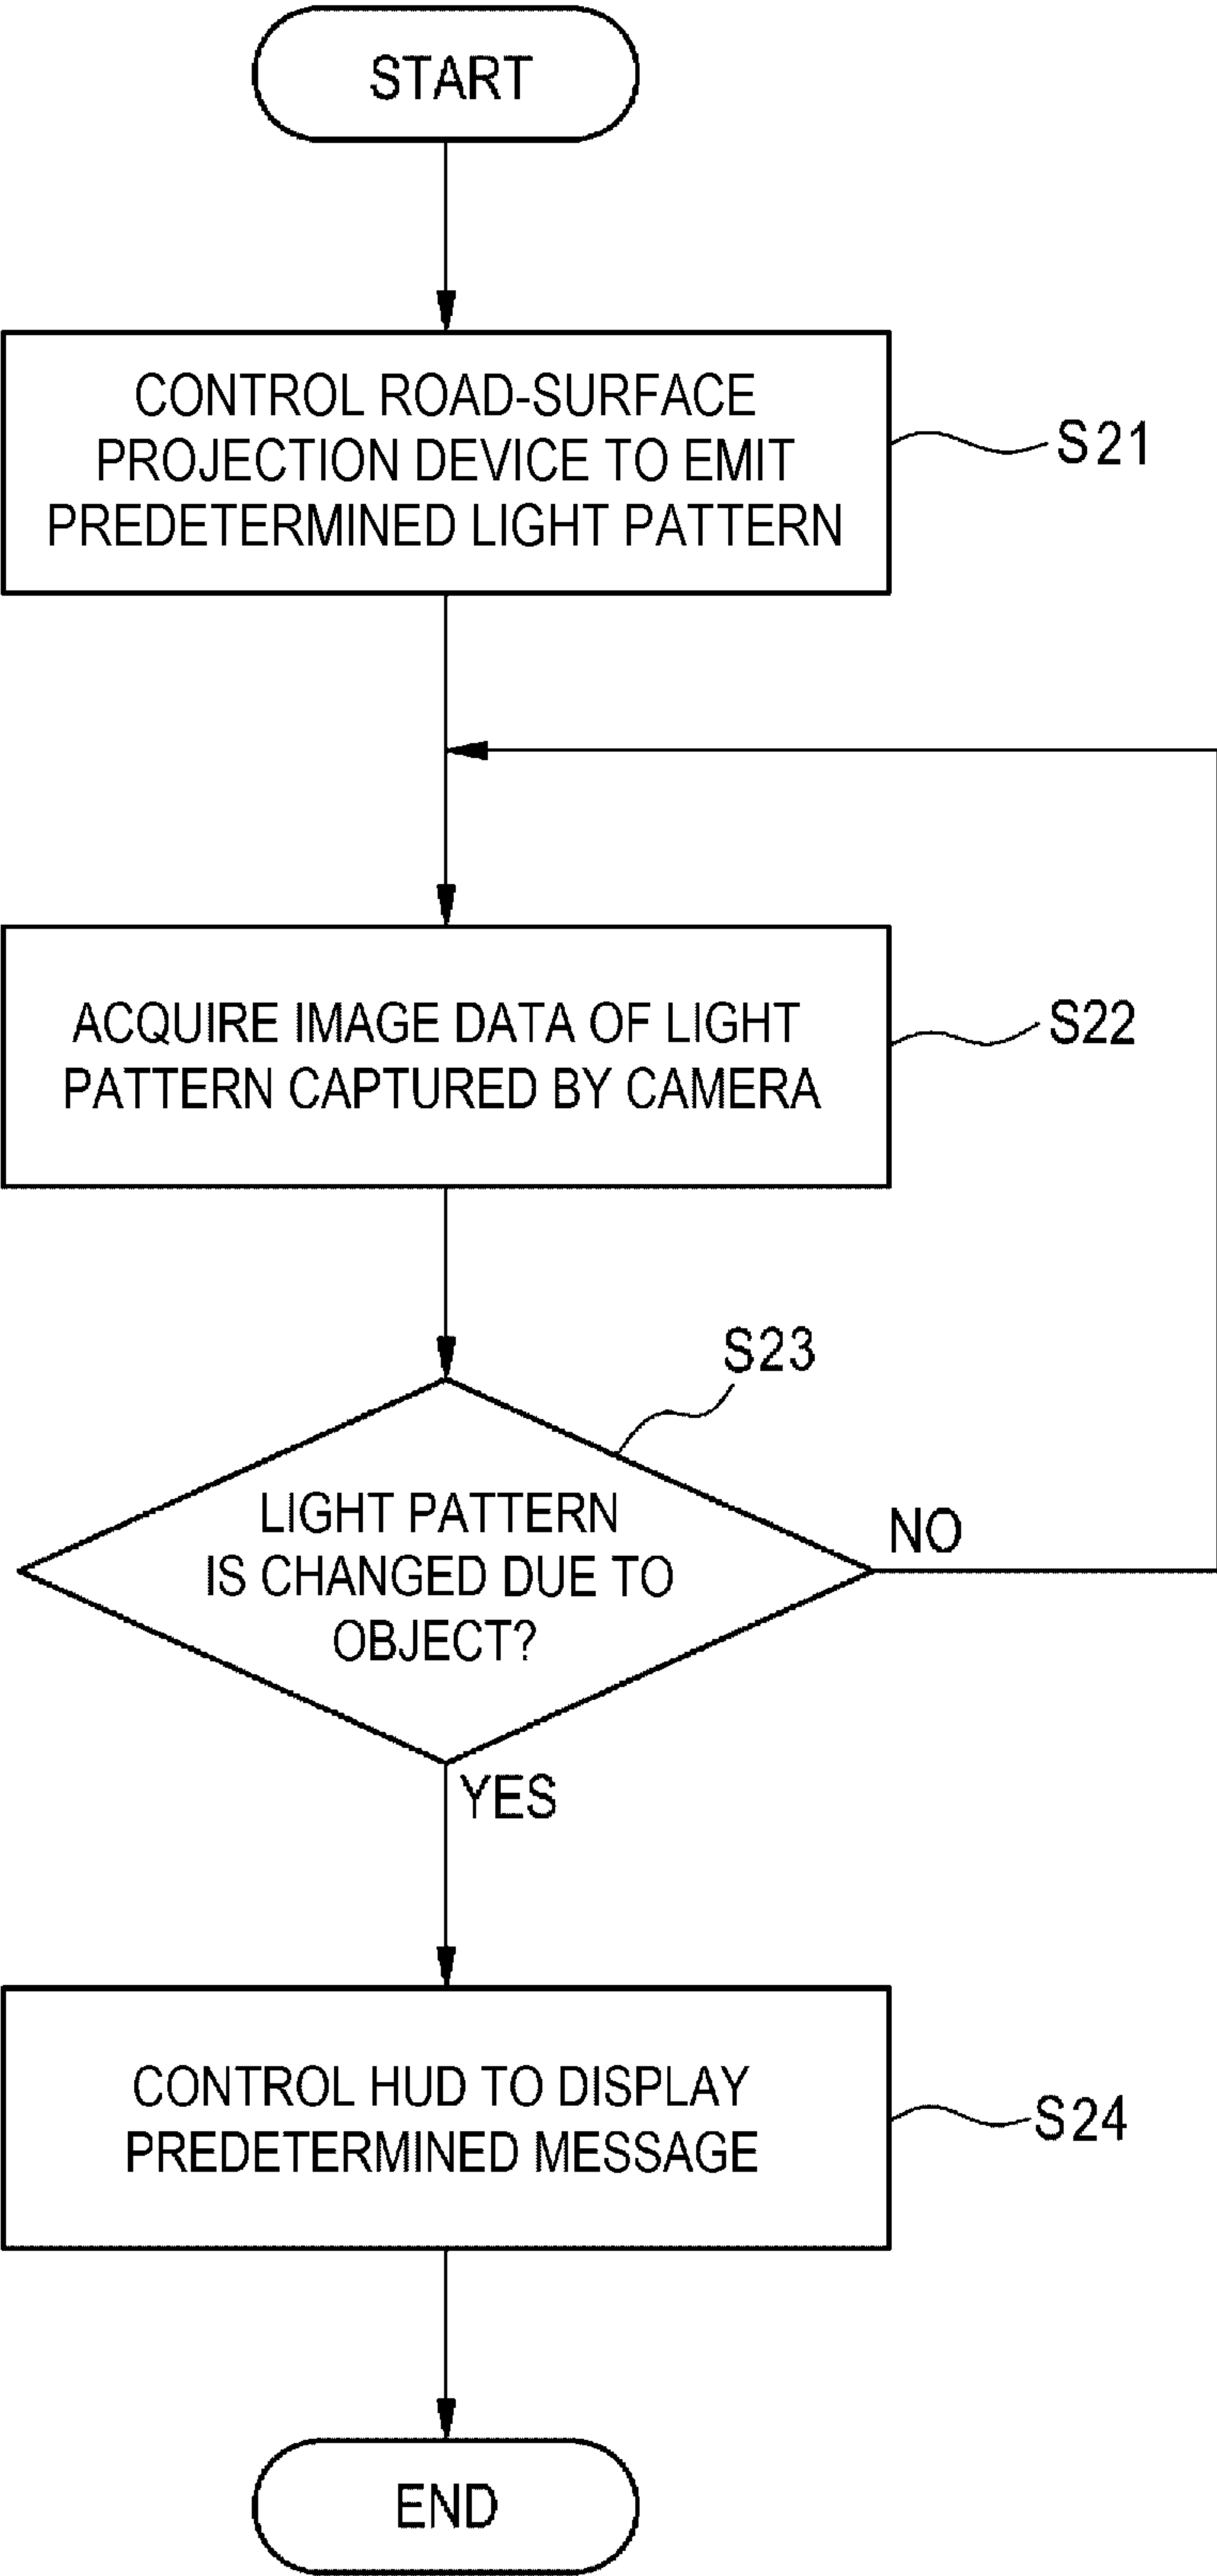 START
CONTROL ROAD-SURFACE
PROJECTION DEVICE TO EMIT
PREDETERMINED LIGHT PATTERN
S21
ACQUIRE IMAGE DATA OF LIGHT
PATTERN CAPTURED BY CAMERA
S22
S23
LIGHT PATTERN
IS CHANGED DUE TO
OBJECT?
NO
YES
CONTROL HUD TO DISPLAY
PREDETERMINED MESSAGE
S24
END